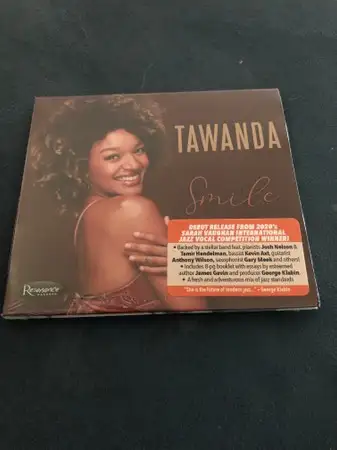 TAWANDA
Smile
DEBUT RELEASE FROM 2020's
SARAH VAUGHAN INTERNATIONAL
JAZZ VOCAL COMPETITION WINNER!
• Backed by a stellar band feat. pianists Josh Nelson &
Tamir Hendelman, bassist Kevin Axt, guitarist
Anthony Wilson, saxophonist Gary Meek and others!
• Includes 8-pg booklet with essays by esteemed
author James Gavin and producer George Klabin.
• A fresh and adventurous mix of jazz standards
"She is the future of modern jazz..." – George Klabin
Resonance
RECORDS